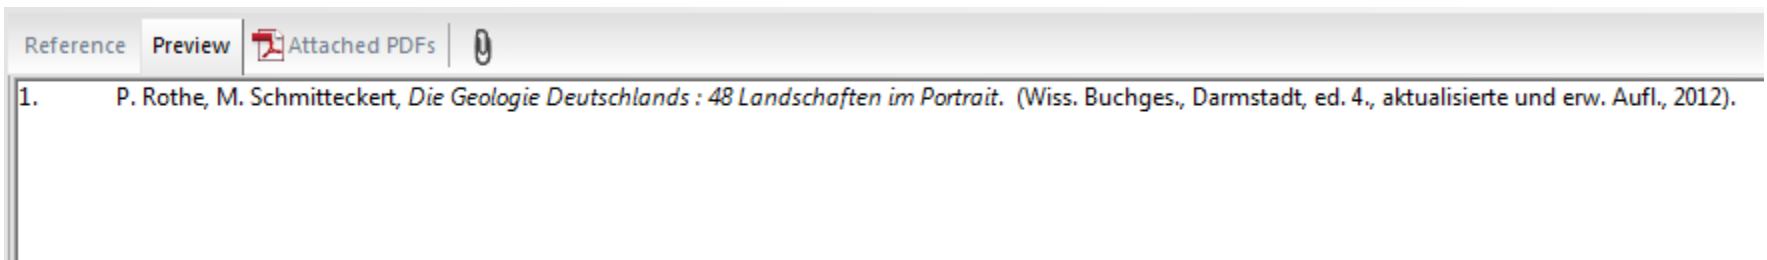 Reference Preview Attached PDFs
1. P. Rothe, M. Schmitteckert, Die Geologie Deutschlands : 48 Landschaften im Portrait. (Wiss. Buchges., Darmstadt, ed. 4., aktualisierte und erw. Aufl., 2012).